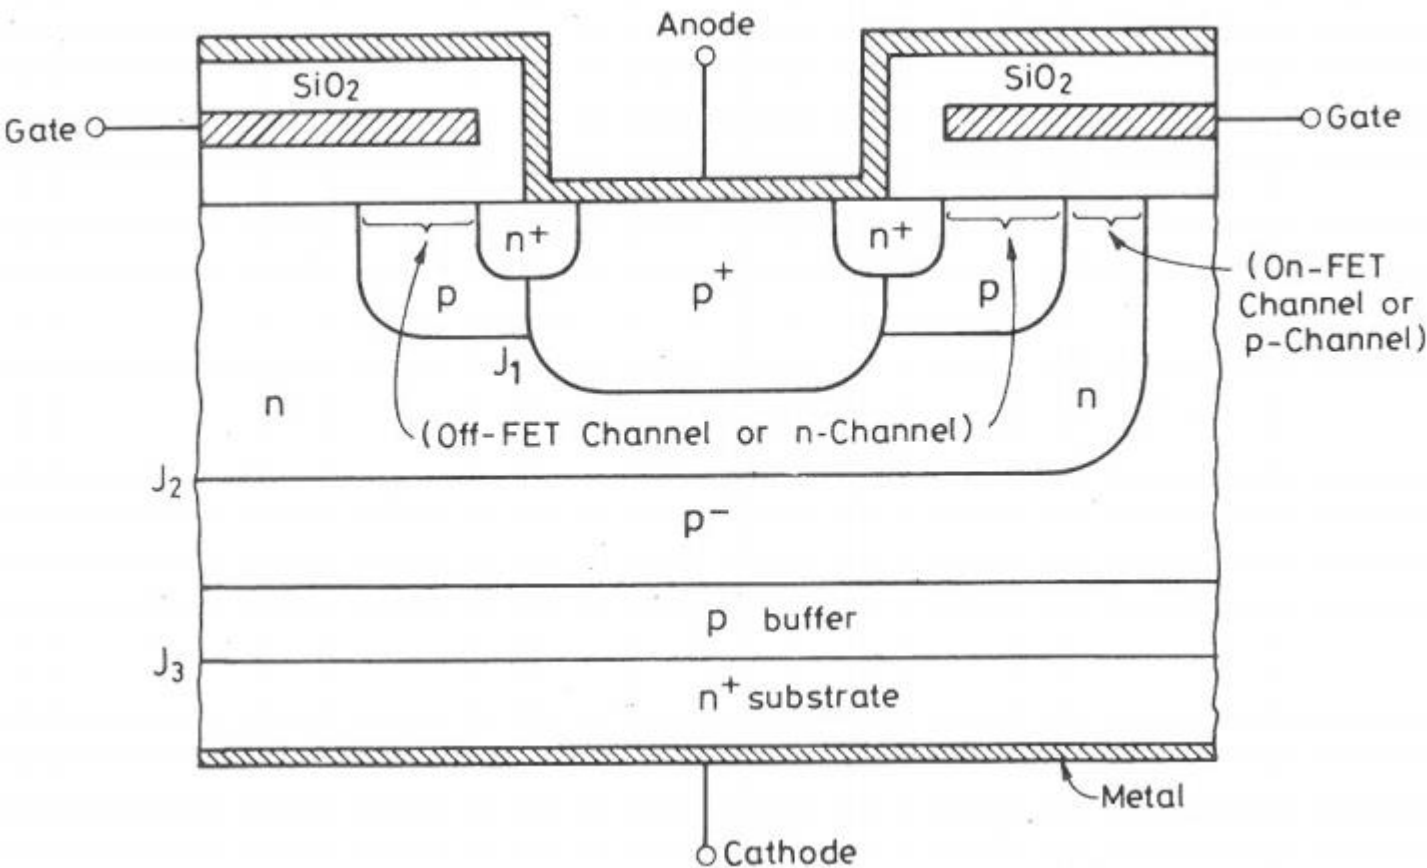 Anode
SiO₂
SiO₂
Gate
Gate
n+
n+
p
p+
p
(On-FET
Channel or
p-Channel)
J₁
n
n
(Off-FET Channel or n-Channel)
J₂
p−
p buffer
J₃
n+ substrate
Metal
Cathode